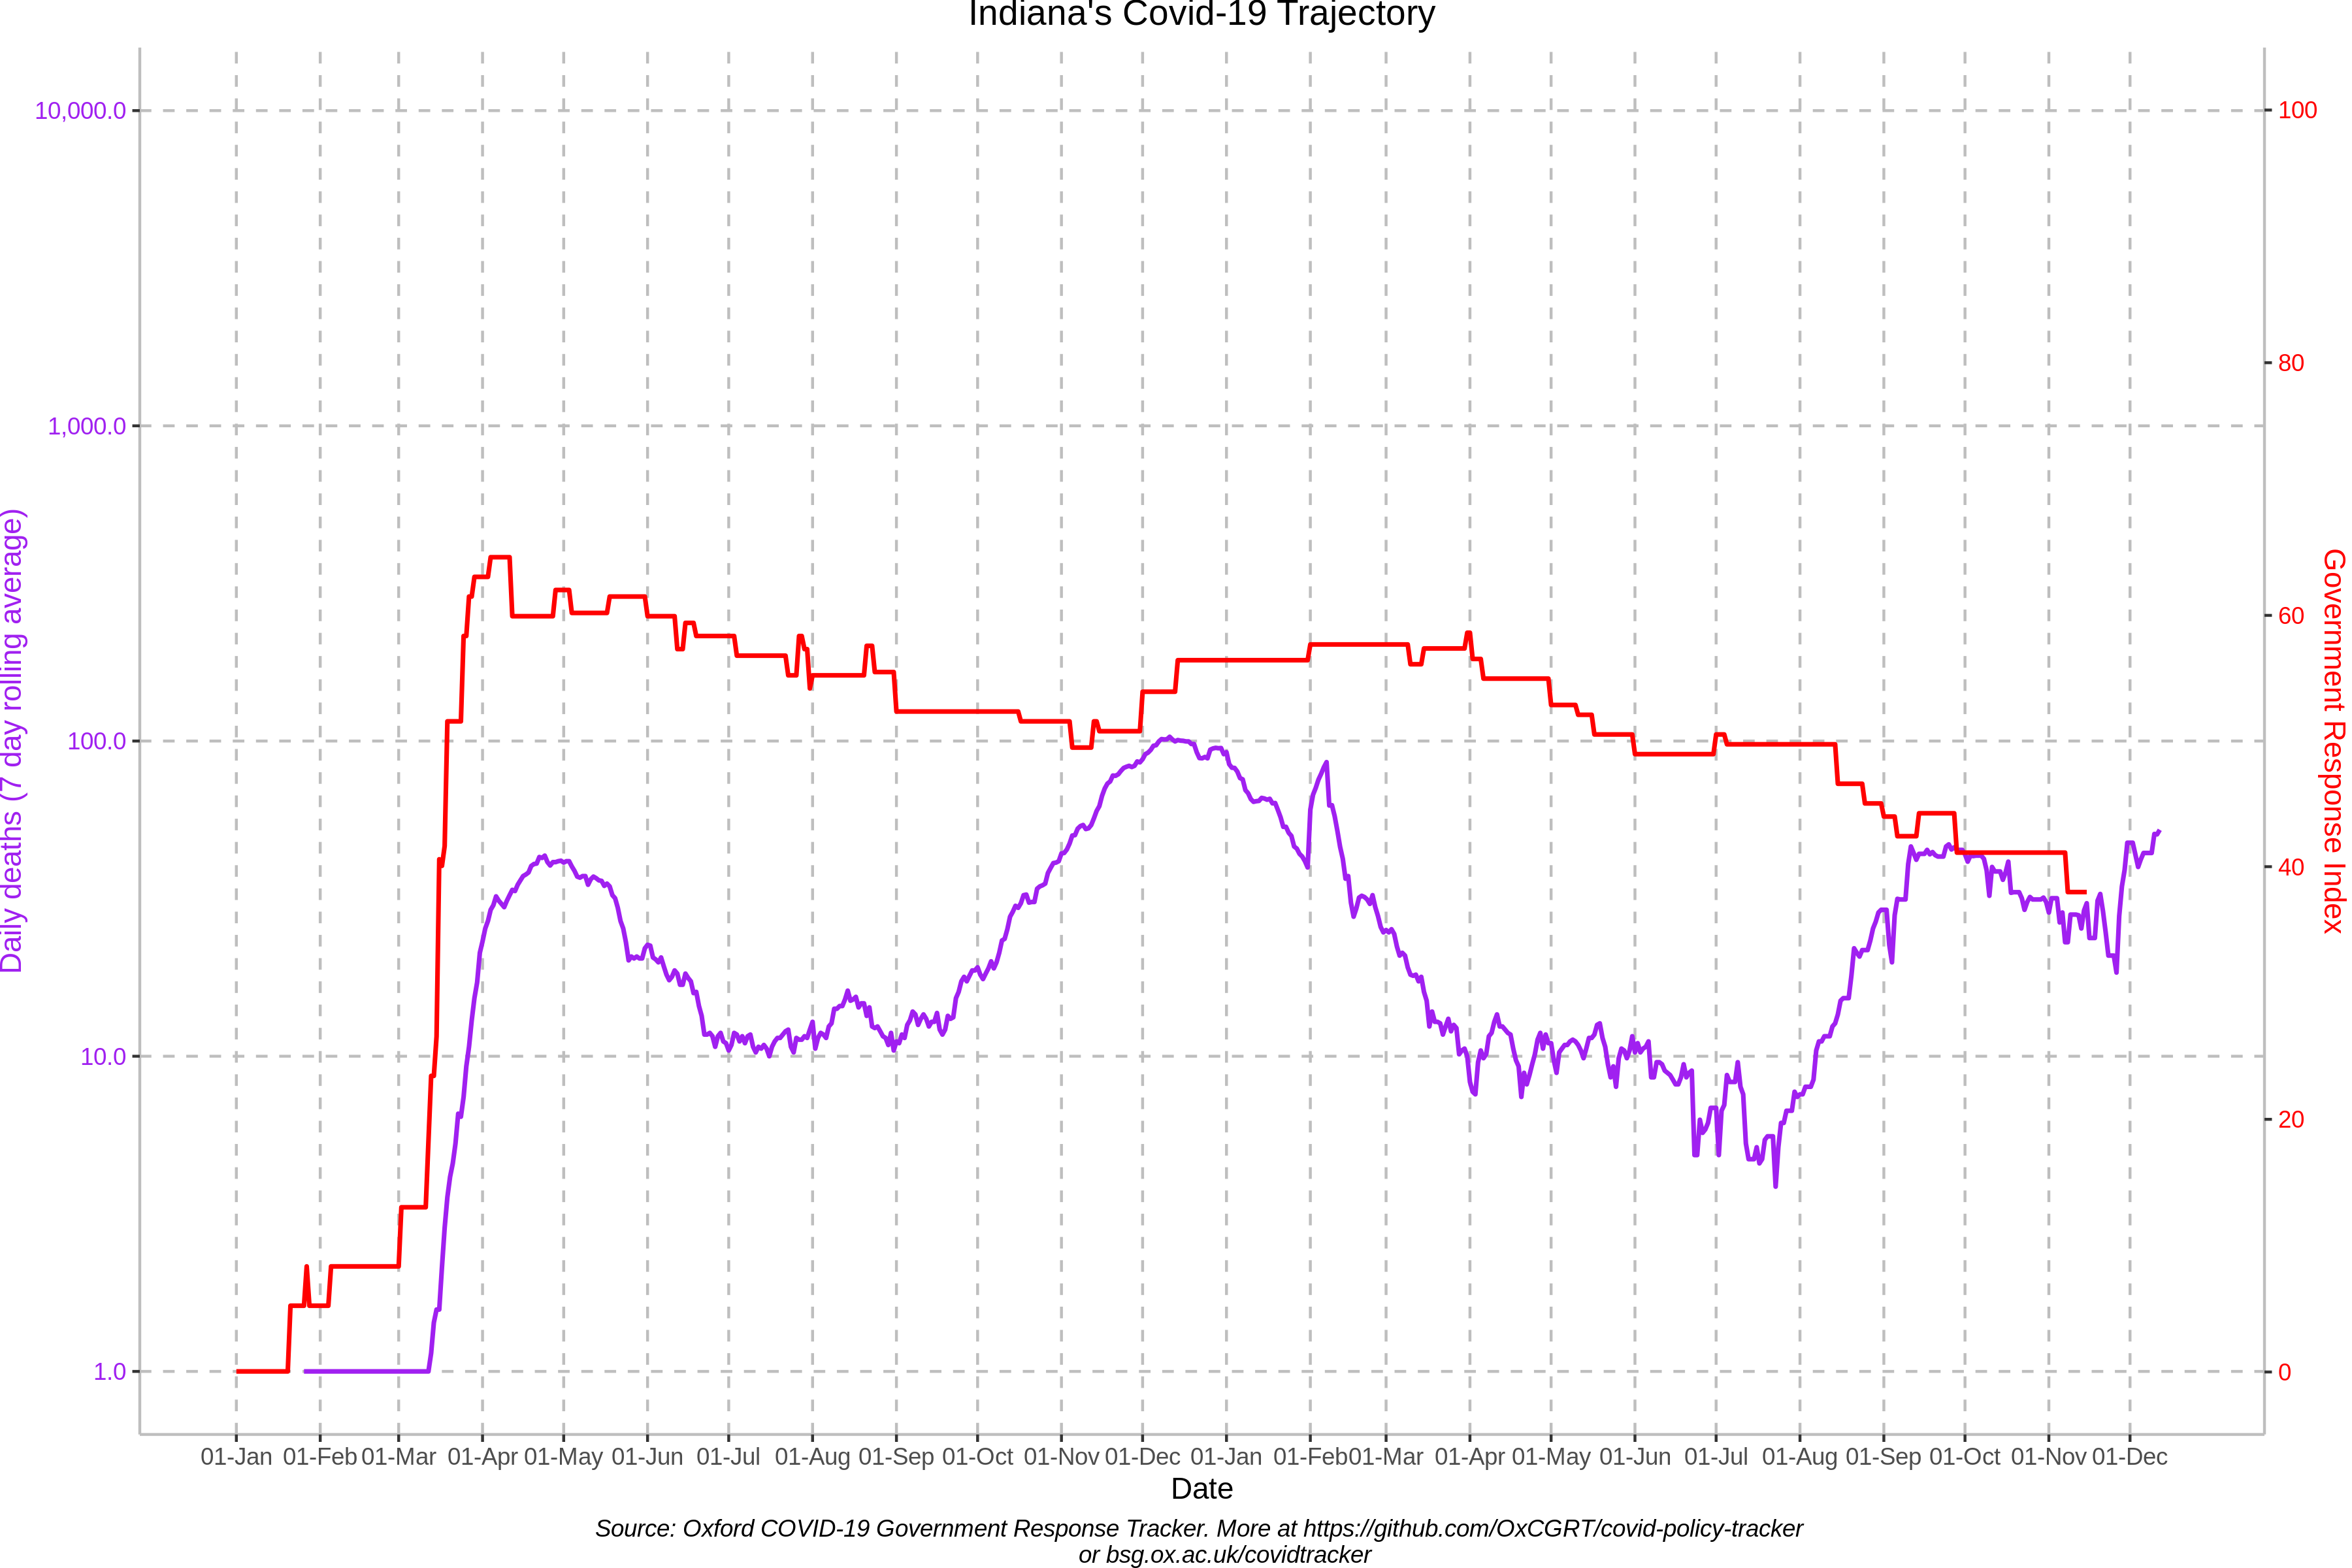 Indiana's Covid-19 Trajectory
10,000.0
1,000.0
100.0
10.0
1.0
Daily deaths (7 day rolling average)
100
80
60
40
20
0
Government Response Index
01-Jan 01-Feb 01-Mar 01-Apr 01-May 01-Jun 01-Jul 01-Aug 01-Sep 01-Oct 01-Nov 01-Dec 01-Jan 01-Feb 01-Mar 01-Apr 01-May 01-Jun 01-Jul 01-Aug 01-Sep 01-Oct 01-Nov 01-Dec
Date
Source: Oxford COVID-19 Government Response Tracker. More at https://github.com/OxCGRT/covid-policy-tracker
or bsg.ox.ac.uk/covidtracker